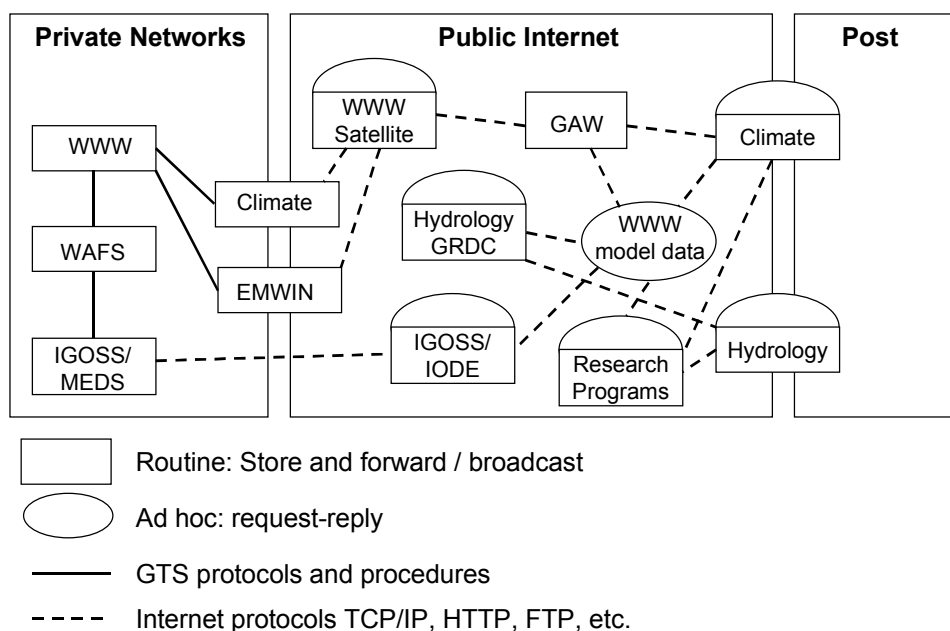 Private Networks
Public Internet
Post
WWW
WWW
Satellite
GAW
Climate
Climate
Hydrology
GRDC
WWW
model data
WAFS
EMWIN
IGOSS/
MEDS
IGOSS/
IODE
Research
Programs
Hydrology
Routine: Store and forward / broadcast
Ad hoc: request-reply
GTS protocols and procedures
Internet protocols TCP/IP, HTTP, FTP, etc.